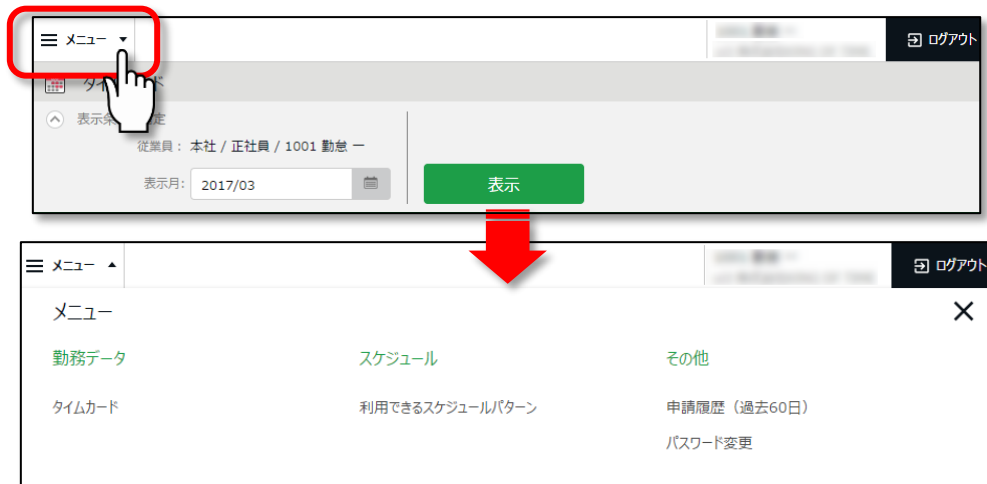 メニュー
ログアウト
表示
従業員： 本社 / 正社員 / 1001 勤怠 一
表示月: 2017/03
表示
メニュー
ログアウト
メニュー
勤務データ スケジュール その他
タイムカード 利用できるスケジュールパターン 申請履歴（過去60日）
パスワード変更